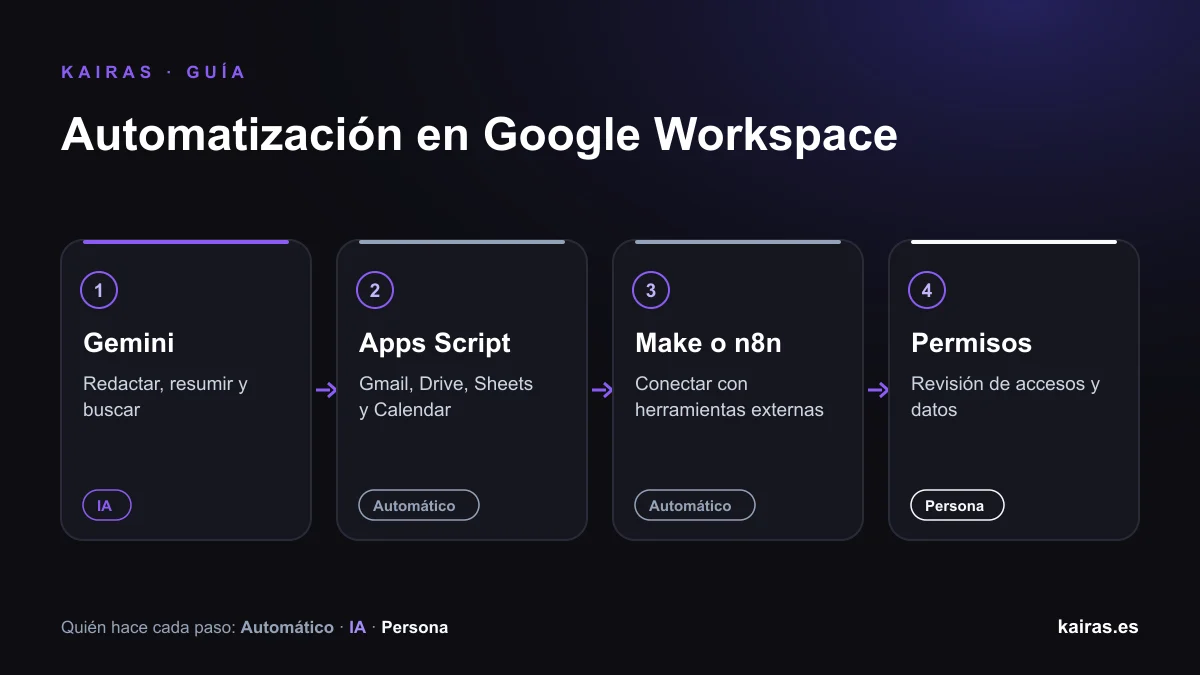 KAIRAS · GUÍA
Automatización en Google Workspace
1
Gemini
Redactar, resumir y
buscar
IA
2
Apps Script
Gmail, Drive, Sheets
y Calendar
Automático
3
Make o n8n
Conectar con
herramientas externas
Automático
4
Permisos
Revisión de accesos y
datos
Persona
Quién hace cada paso: Automático · IA · Persona
kairas.es